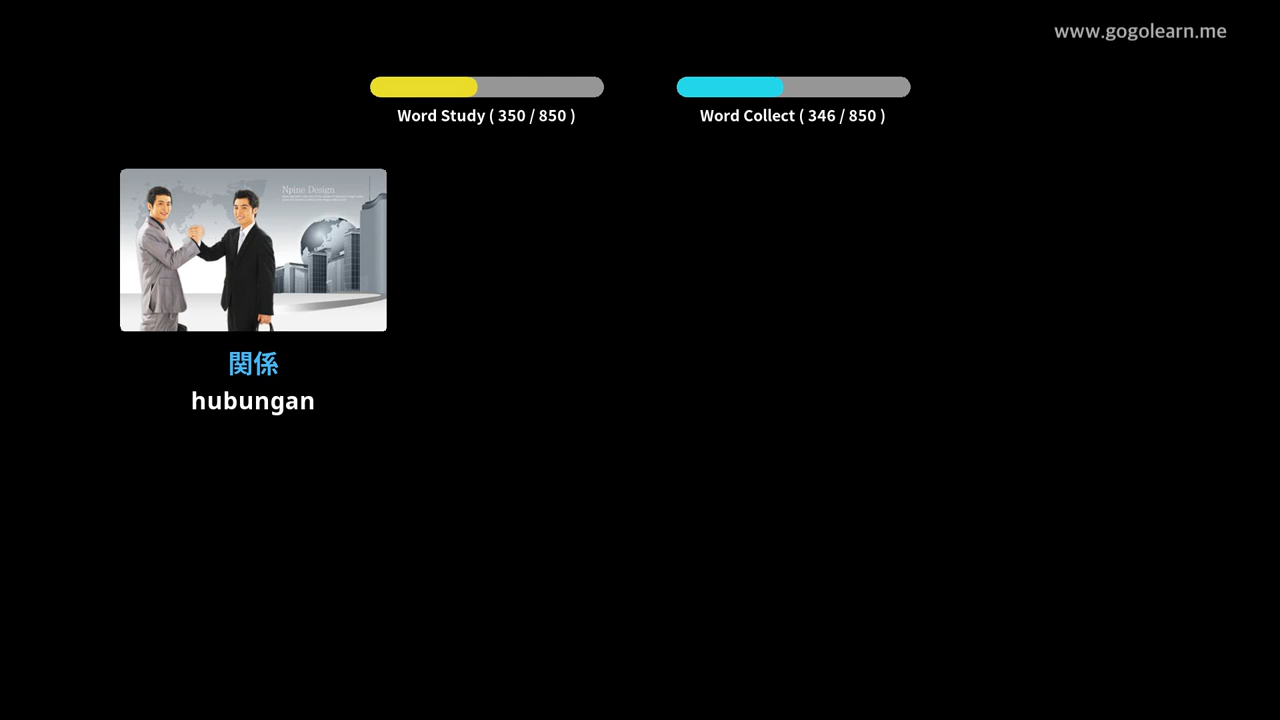 www.gogolearn.me
Word Study ( 350 / 850 )
Word Collect ( 346 / 850 )
Npine Design
関係
hubungan